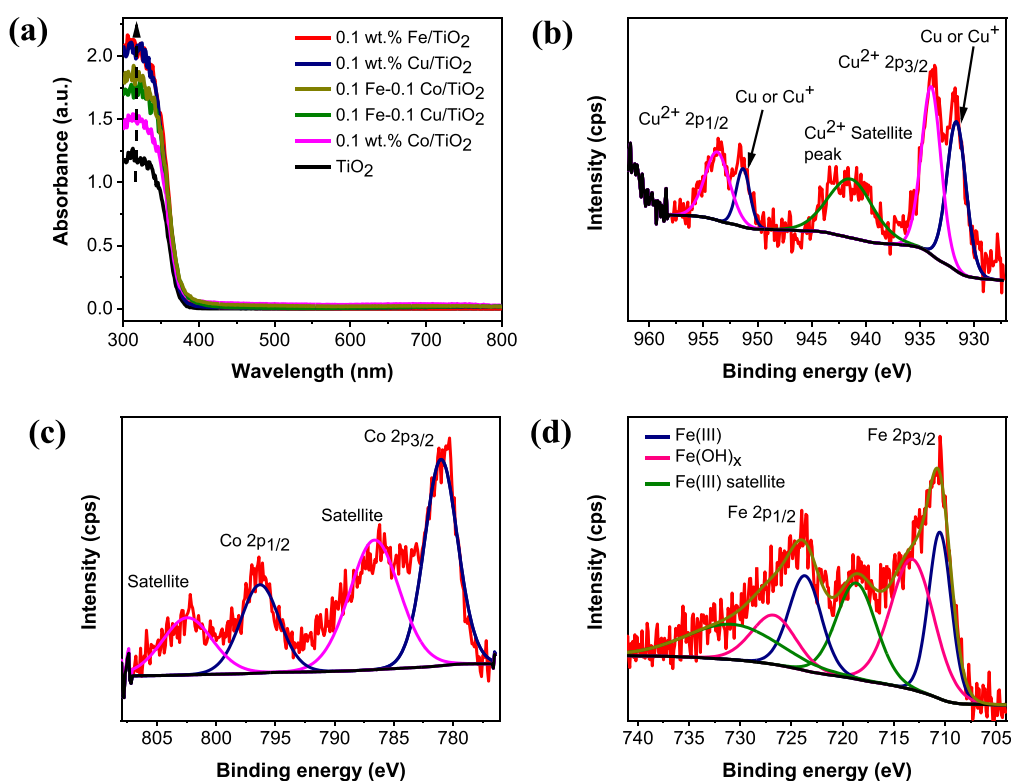 (a)
Absorbance (a.u.)
2.0
1.5
1.0
0.5
0.0
0.1 wt.% Fe/TiO2
0.1 wt.% Cu/TiO2
0.1 Fe-0.1 Co/TiO2
0.1 Fe-0.1 Cu/TiO2
0.1 wt.% Co/TiO2
TiO2
300 400 500 600 700 800
Wavelength (nm)
(b)
Intensity (cps)
Cu or Cu+
Cu2+ 2p3/2
Cu or Cu+
Cu2+ 2p1/2
Cu2+ Satellite
peak
960 955 950 945 940 935 930
Binding energy (eV)
(c)
Intensity (cps)
Co 2p3/2
Satellite
Co 2p1/2
Satellite
805 800 795 790 785 780
Binding energy (eV)
(d)
Intensity (cps)
Fe(III)
Fe(OH)x
Fe(III) satellite
Fe 2p3/2
Fe 2p1/2
740 735 730 725 720 715 710 705
Binding energy (eV)